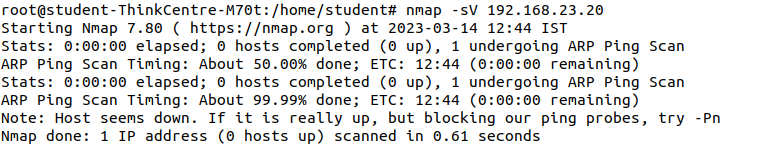 root@student-ThinkCentre-M70t:/home/student# nmap -sV 192.168.23.20
Starting Nmap 7.80 ( https://nmap.org ) at 2023-03-14 12:44 IST
Stats: 0:00:00 elapsed; 0 hosts completed (0 up), 1 undergoing ARP Ping Scan
ARP Ping Scan Timing: About 50.00% done; ETC: 12:44 (0:00:00 remaining)
Stats: 0:00:00 elapsed; 0 hosts completed (0 up), 1 undergoing ARP Ping Scan
ARP Ping Scan Timing: About 99.99% done; ETC: 12:44 (0:00:00 remaining)
Note: Host seems down. If it is really up, but blocking our ping probes, try -Pn
Nmap done: 1 IP address (0 hosts up) scanned in 0.61 seconds